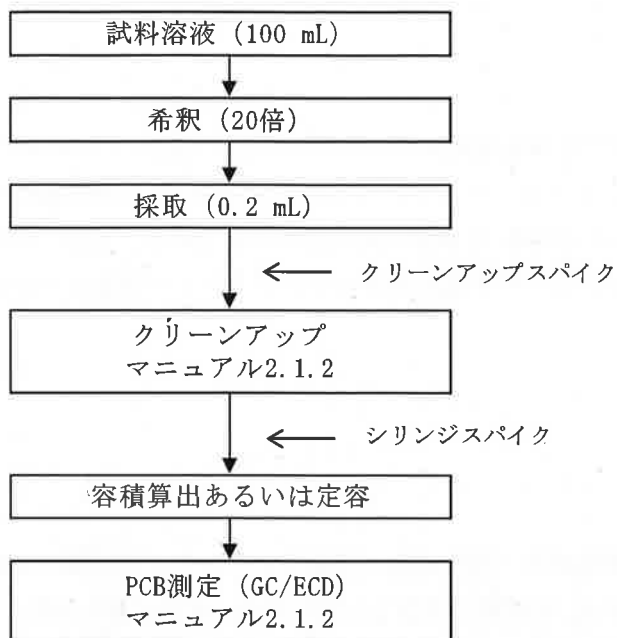 試料溶液 (100 mL)
希釈 (20倍)
採取 (0.2 mL)
クリーンアップスパイク
クリーンアップ
マニュアル2.1.2
シリンジスパイク
容積算出あるいは定容
PCB測定 (GC/ECD)
マニュアル2.1.2